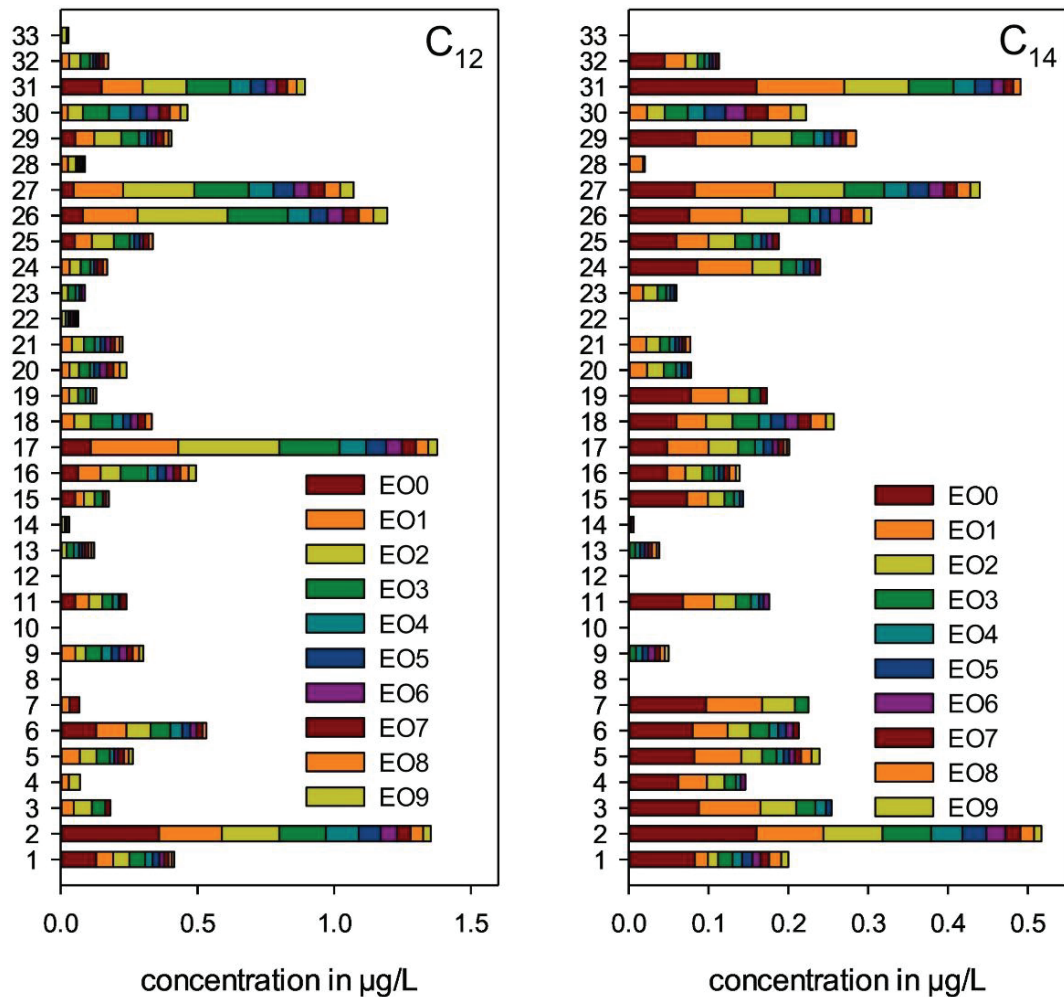 C₁₂
33
32
31
30
29
28
27
26
25
24
23
22
21
20
19
18
17
16
15
14
13
12
11
10
9
8
7
6
5
4
3
2
1
EO0
EO1
EO2
EO3
EO4
EO5
EO6
EO7
EO8
EO9
0.0 0.5 1.0 1.5
concentration in µg/L
C₁₄
33
32
31
30
29
28
27
26
25
24
23
22
21
20
19
18
17
16
15
14
13
12
11
10
9
8
7
6
5
4
3
2
1
EO0
EO1
EO2
EO3
EO4
EO5
EO6
EO7
EO8
EO9
0.0 0.1 0.2 0.3 0.4 0.5
concentration in µg/L